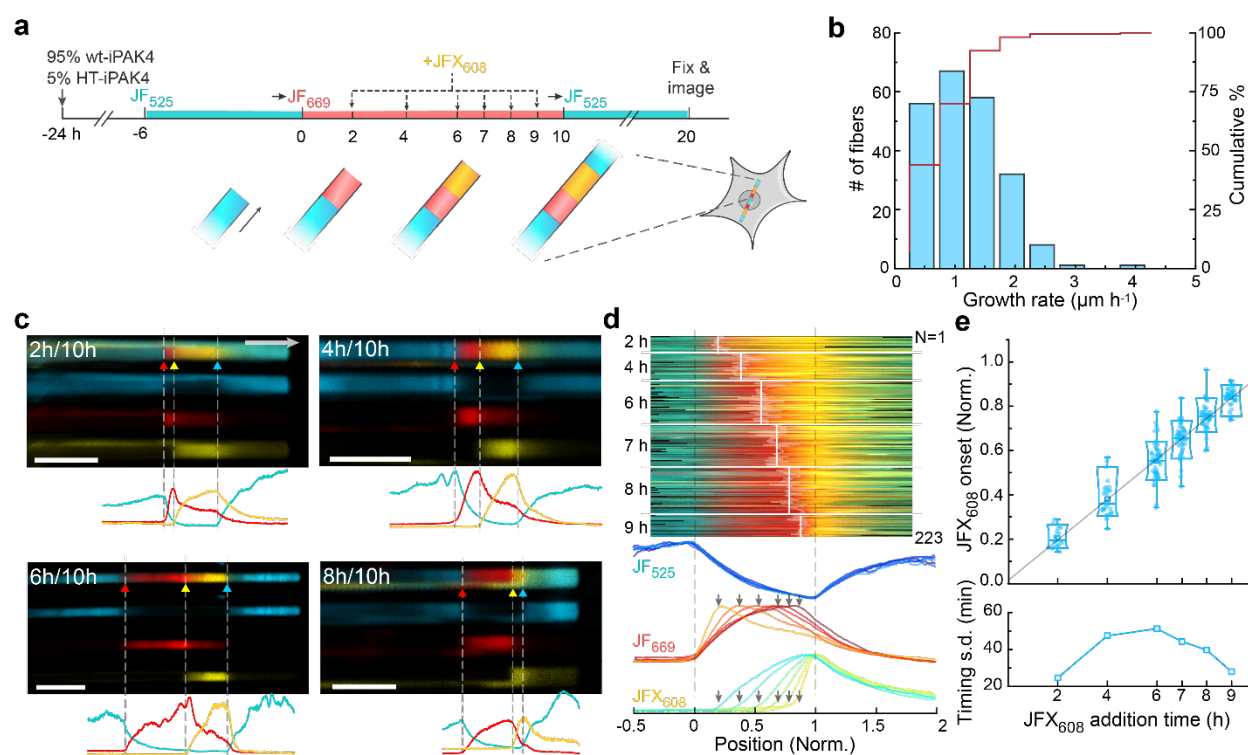 a
95% wt-iPAK4
5% HT-iPAK4
JF525
JF669
+JFX608
JF525
Fix &
image
-24 h
-6
0
2
4
6
7
8
9
10
20
b
# of fibers
80
60
40
20
0
100
75
50
25
0
Cumulative %
0
1
2
3
4
5
Growth rate (μm h-1)
c
2h/10h
4h/10h
6h/10h
8h/10h
d
2 h
4 h
6 h
7 h
8 h
9 h
N=1
223
JF525
JF669
JFX608
-0.5
0
0.5
1
1.5
2
Position (Norm.)
e
JFX608 onset (Norm.)
1.0
0.8
0.6
0.4
0.2
0.0
Timing s.d. (min)
60
40
20
2
4
6
7
8
9
JFX608 addition time (h)